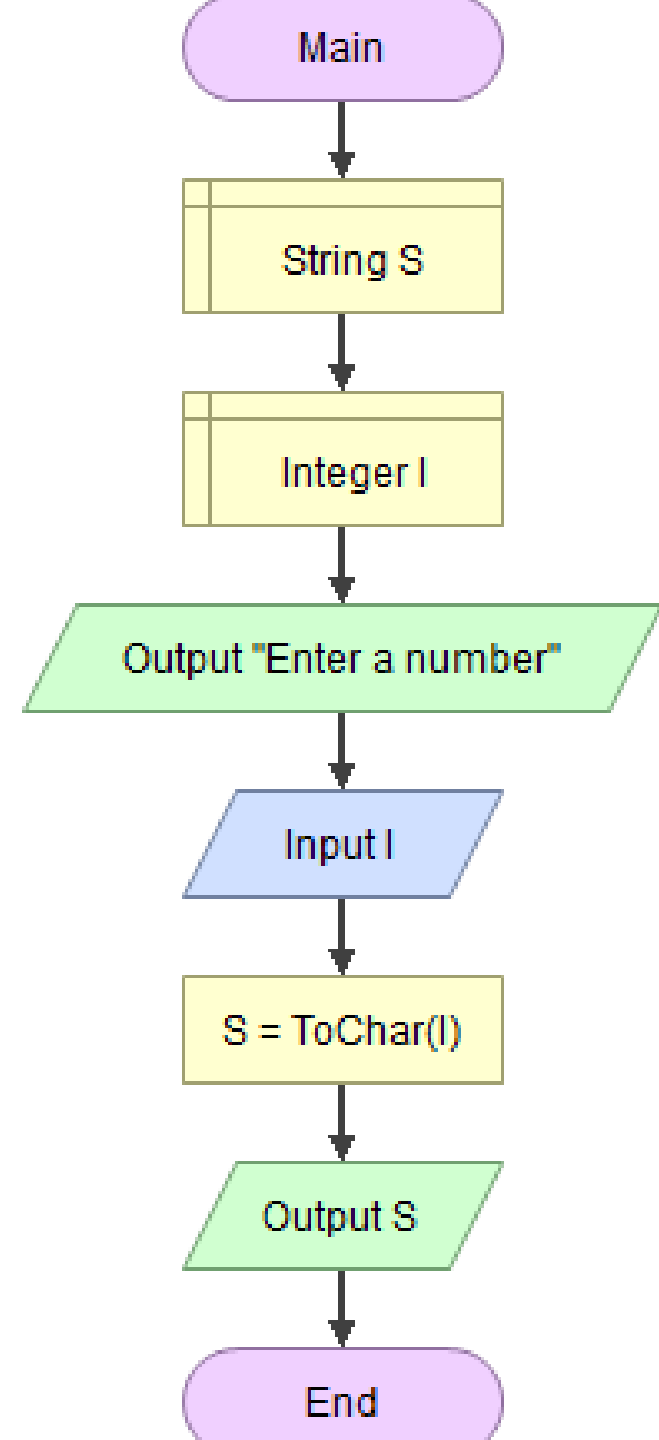 Main
String S
Integer I
Output "Enter a number"
Input I
S = ToChar(I)
Output S
End